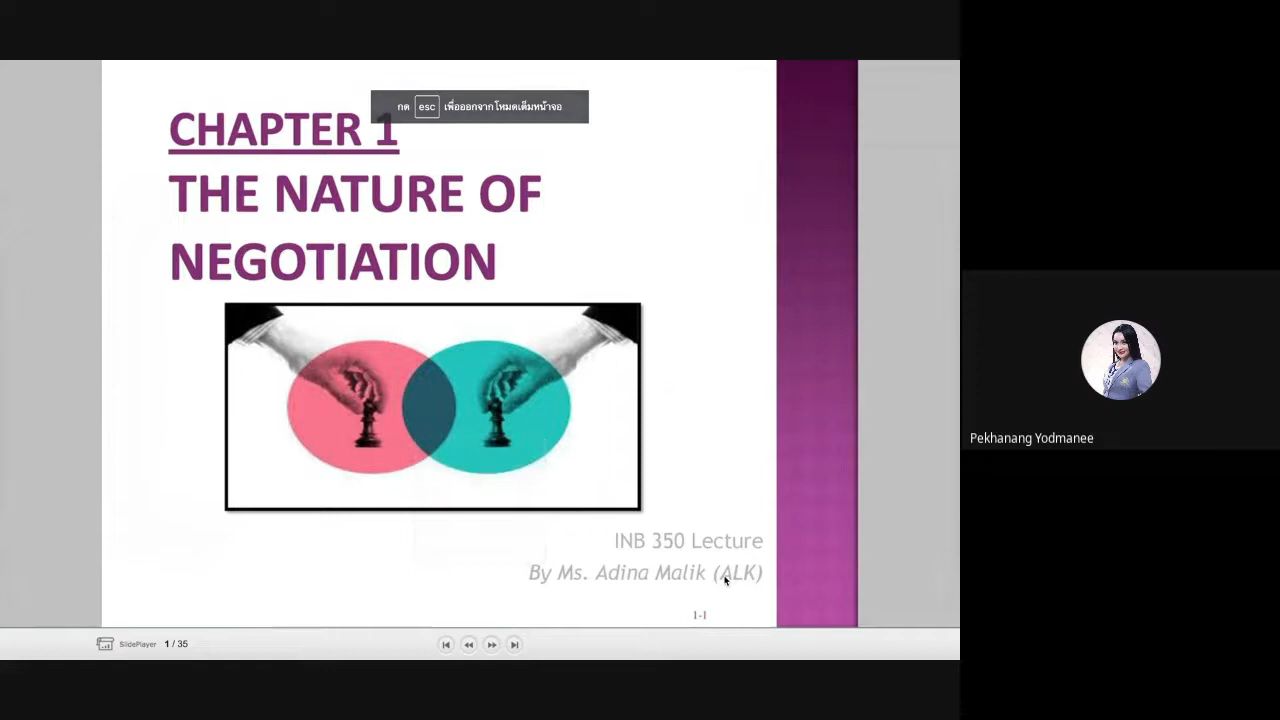 กด esc เพื่อออกจากโหมดเต็มหน้าจอ
CHAPTER 1
THE NATURE OF
NEGOTIATION
INB 350 Lecture
By Ms. Adina Malik (ALK)
1-1
SlidePlayer 1 / 35
Pekhanang Yodmanee